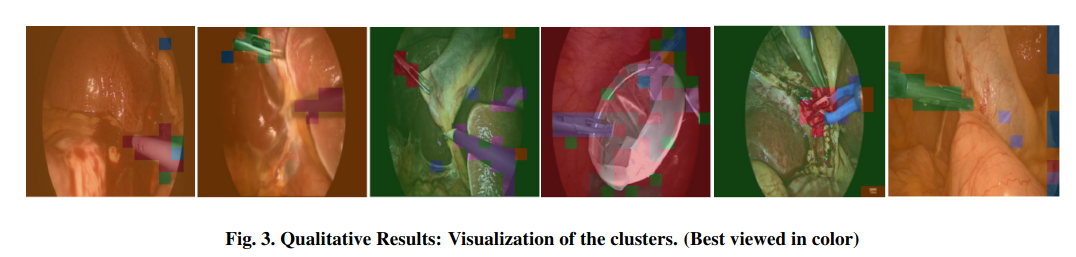 Fig. 3. Qualitative Results: Visualization of the clusters. (Best viewed in color)